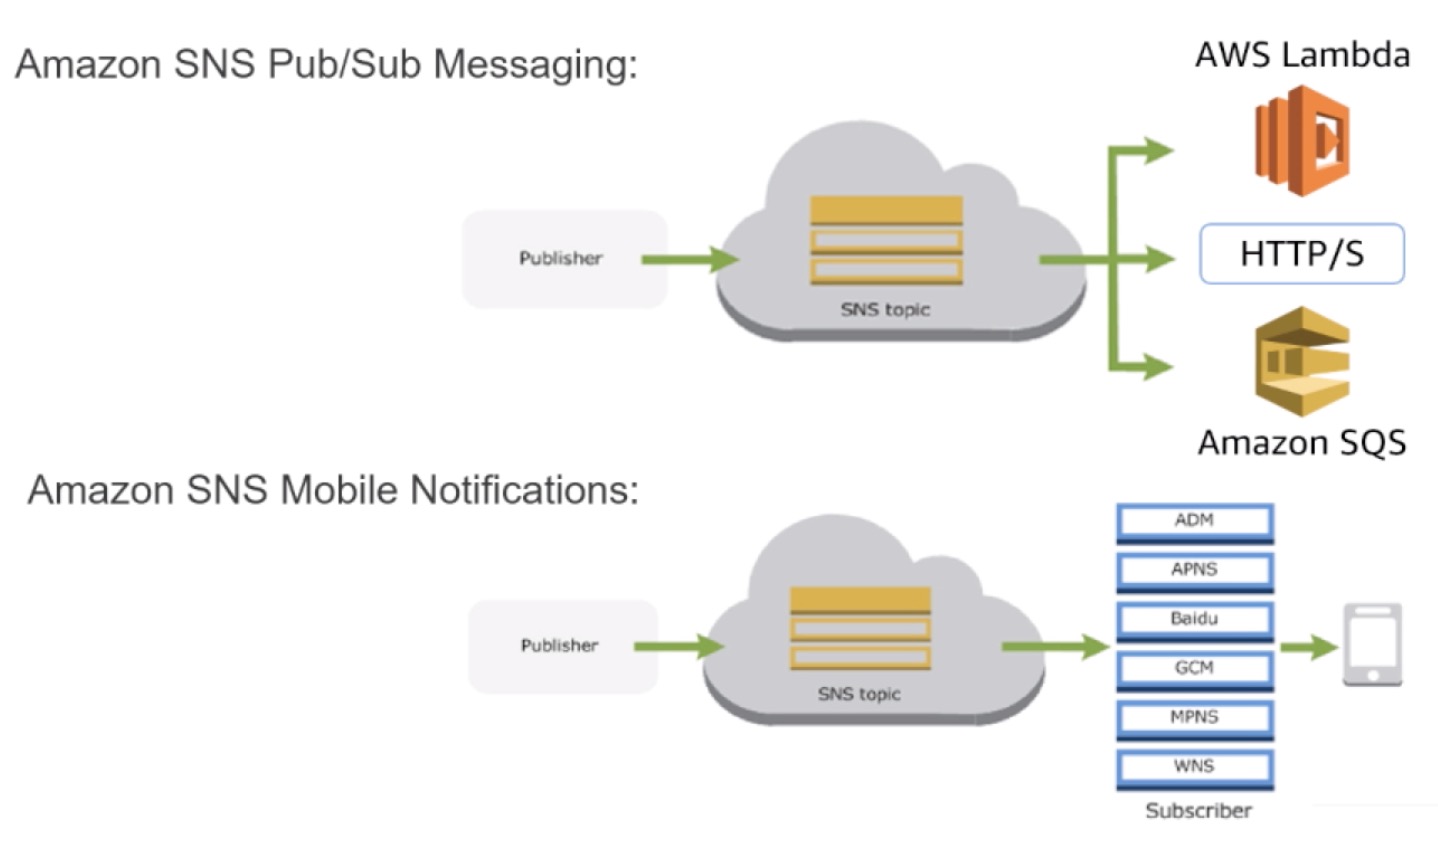 Amazon SNS Pub/Sub Messaging:
AWS Lambda
Publisher
SNS topic
HTTP/S
Amazon SQS
Amazon SNS Mobile Notifications:
Publisher
SNS topic
ADM
APNS
Baidu
GCM
MPNS
WNS
Subscriber